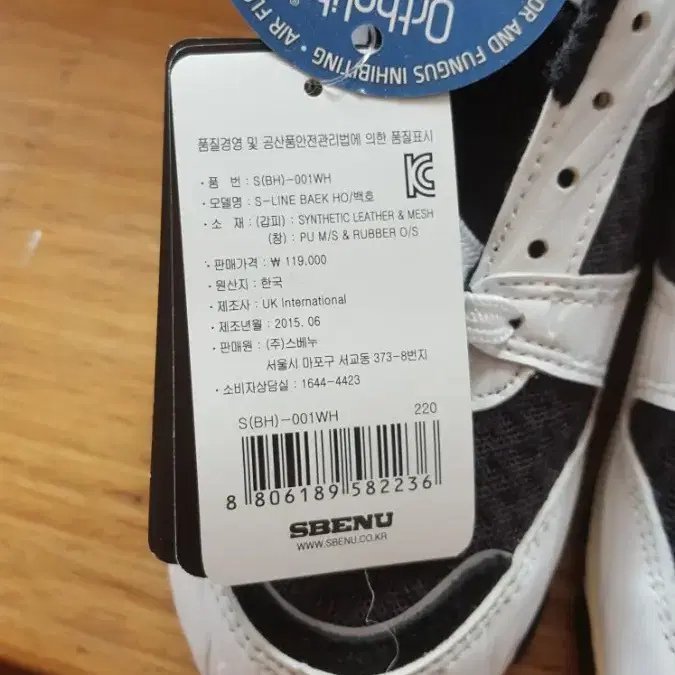 Ortholite
OR AND FUNGUS INHIBITING • AIR FL
품질경영 및 공산품안전관리법에 의한 품질표시
· 품 번 : S(BH)-001WH
· 모델명 : S-LINE BAEK HO/백호
· 소 재 : (갑피) : SYNTHETIC LEATHER & MESH
(창) : PU M/S & RUBBER O/S
· 판매가격 : ₩ 119.000
· 원산지 : 한국
· 제조사 : UK International
· 제조년월 : 2015. 06
· 판매원 : (주)스베누
서울시 마포구 서교동 373-8번지
· 소비자상담실 : 1644-4423
S(BH)-001WH 220
8 806189 582236
SBENU
WWW.SBENU.CO.KR